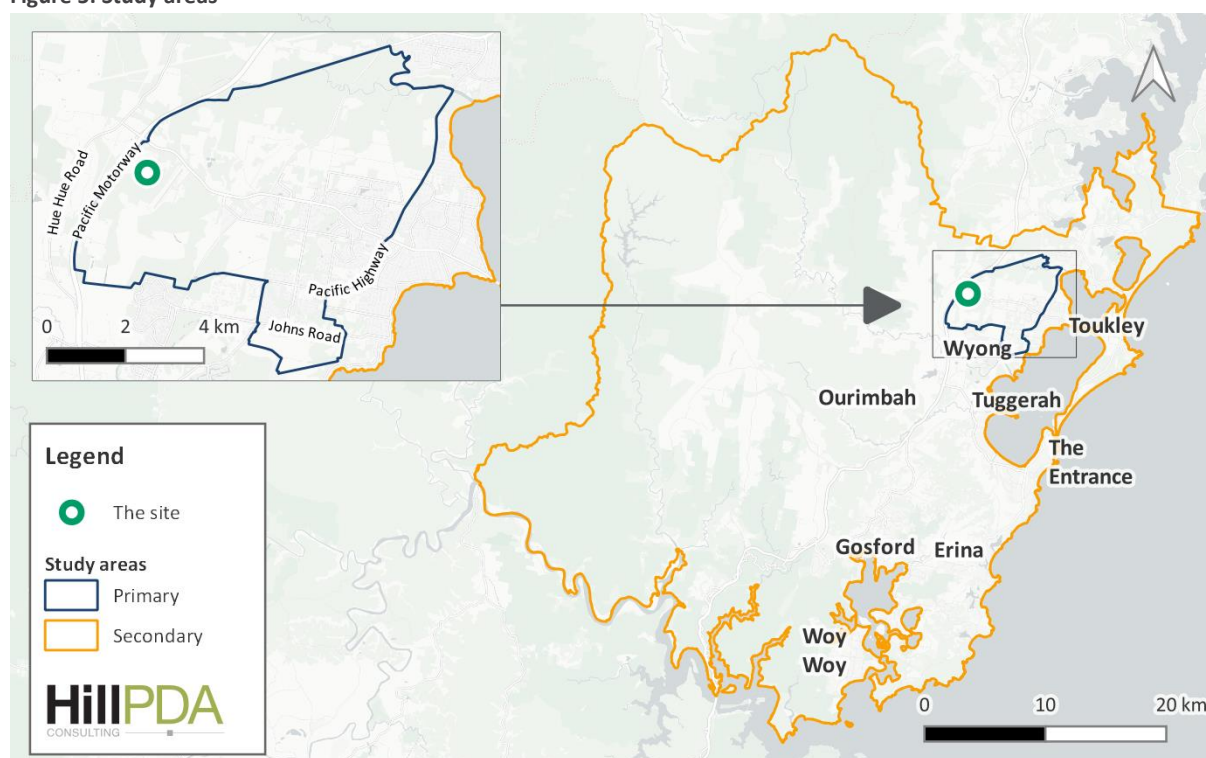 Figure 3: Study areas
Hue Hue Road
Pacific Motorway
Pacific Highway
Johns Road
0 2 4 km
Toukley
Wyong
Ourimbah
Tuggerah
The
Entrance
Gosford
Erina
Woy
Woy
Legend
The site
Study areas
Primary
Secondary
HillPDA
CONSULTING
0 10 20 km